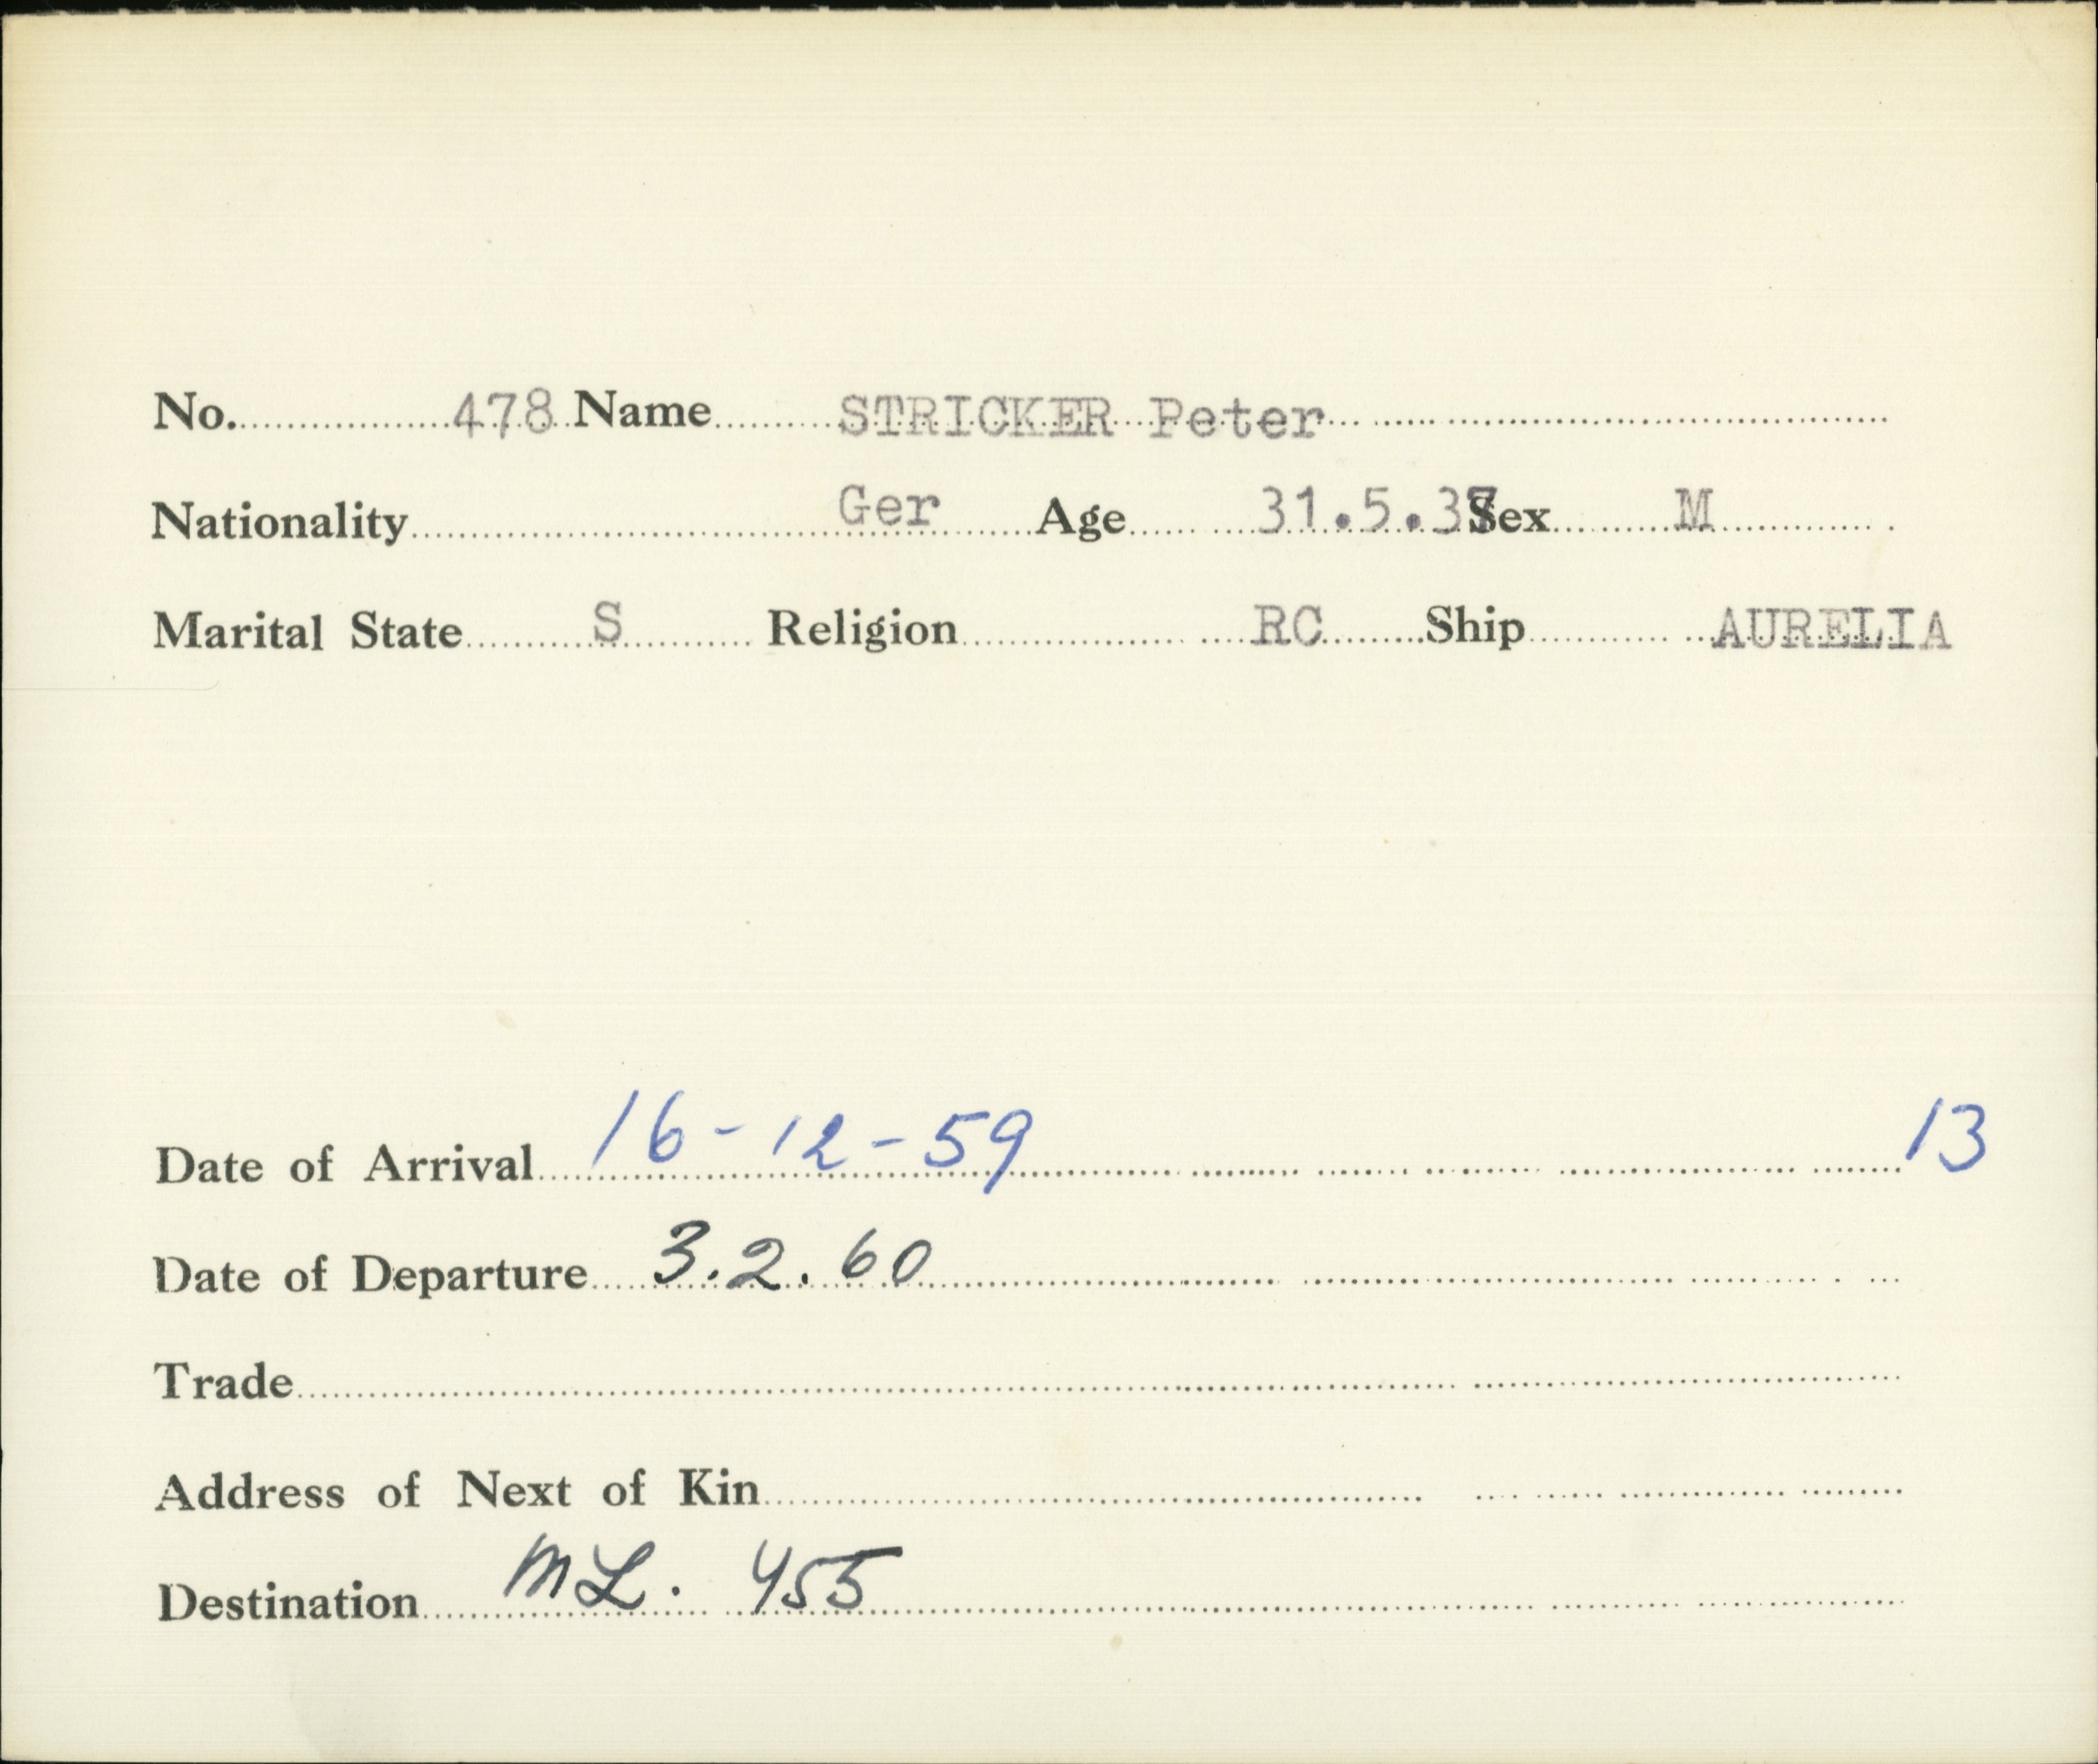 No. 478 Name STRICKER Peter
Nationality Ger Age 31.5.37 Sex M
Marital State S Religion RC Ship AURELIA
Date of Arrival 16-12-59 13
Date of Departure 3.2.60
Trade
Address of Next of Kin
Destination ML. 455